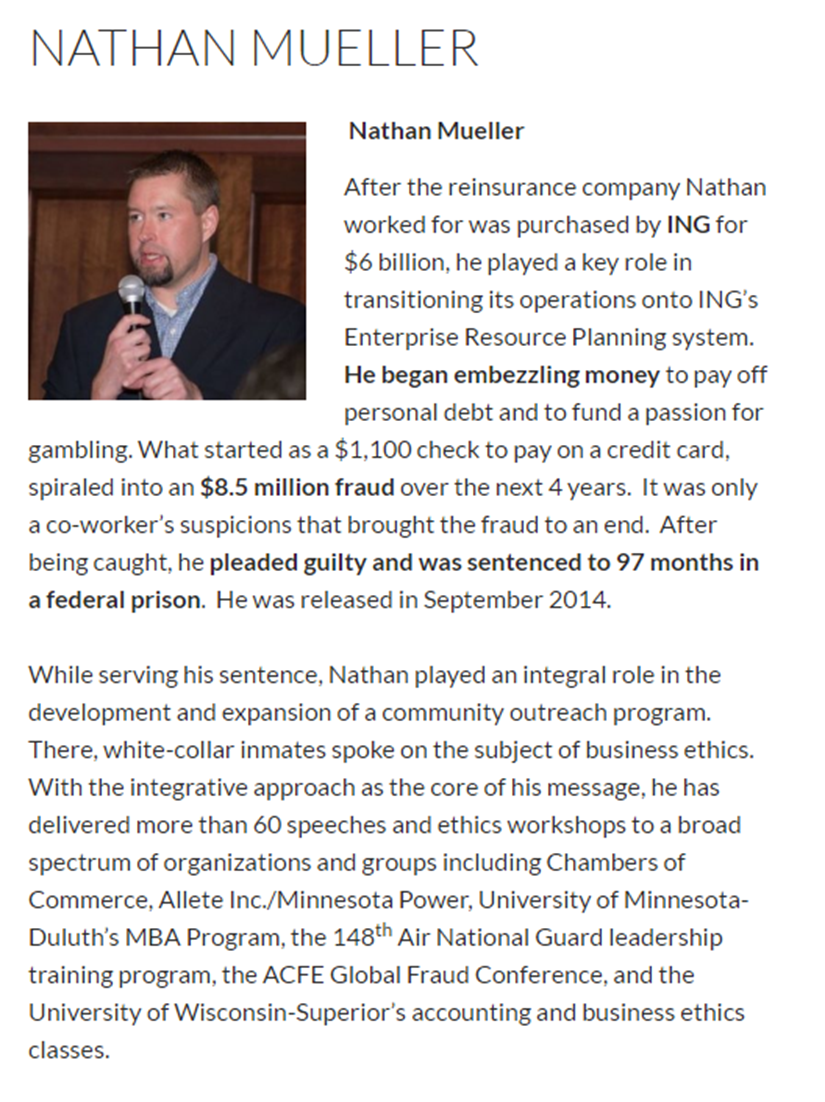 NATHAN MUELLER
Nathan Mueller
After the reinsurance company Nathan
worked for was purchased by ING for
$6 billion, he played a key role in
transitioning its operations onto ING’s
Enterprise Resource Planning system.
He began embezzling money to pay off
personal debt and to fund a passion for
gambling. What started as a $1,100 check to pay on a credit card,
spiraled into an $8.5 million fraud over the next 4 years.  It was only
a co-worker’s suspicions that brought the fraud to an end.  After
being caught, he pleaded guilty and was sentenced to 97 months in
a federal prison.  He was released in September 2014.
While serving his sentence, Nathan played an integral role in the
development and expansion of a community outreach program.
There, white-collar inmates spoke on the subject of business ethics.
With the integrative approach as the core of his message, he has
delivered more than 60 speeches and ethics workshops to a broad
spectrum of organizations and groups including Chambers of
Commerce, Allete Inc./Minnesota Power, University of Minnesota-
Duluth’s MBA Program, the 148th Air National Guard leadership
training program, the ACFE Global Fraud Conference, and the
University of Wisconsin-Superior’s accounting and business ethics
classes.